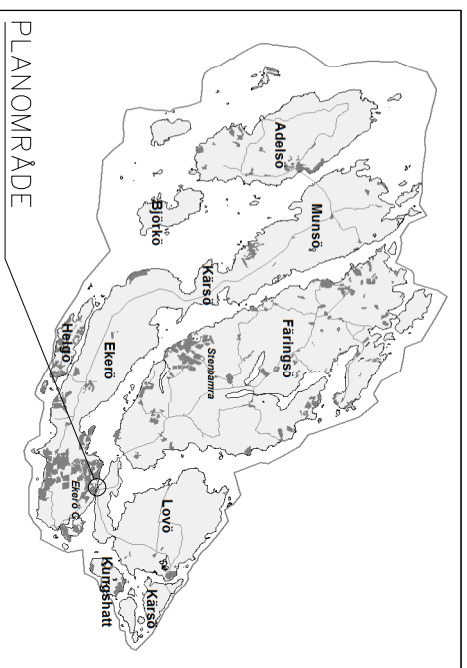 Adelsö
Munsö
Björkö
Kärsö
Färingsö
Stenhamra
Ekerö
Helgö
Ekerö C
Lovö
Kärsö
Kungshatt
PLANOMRÅDE